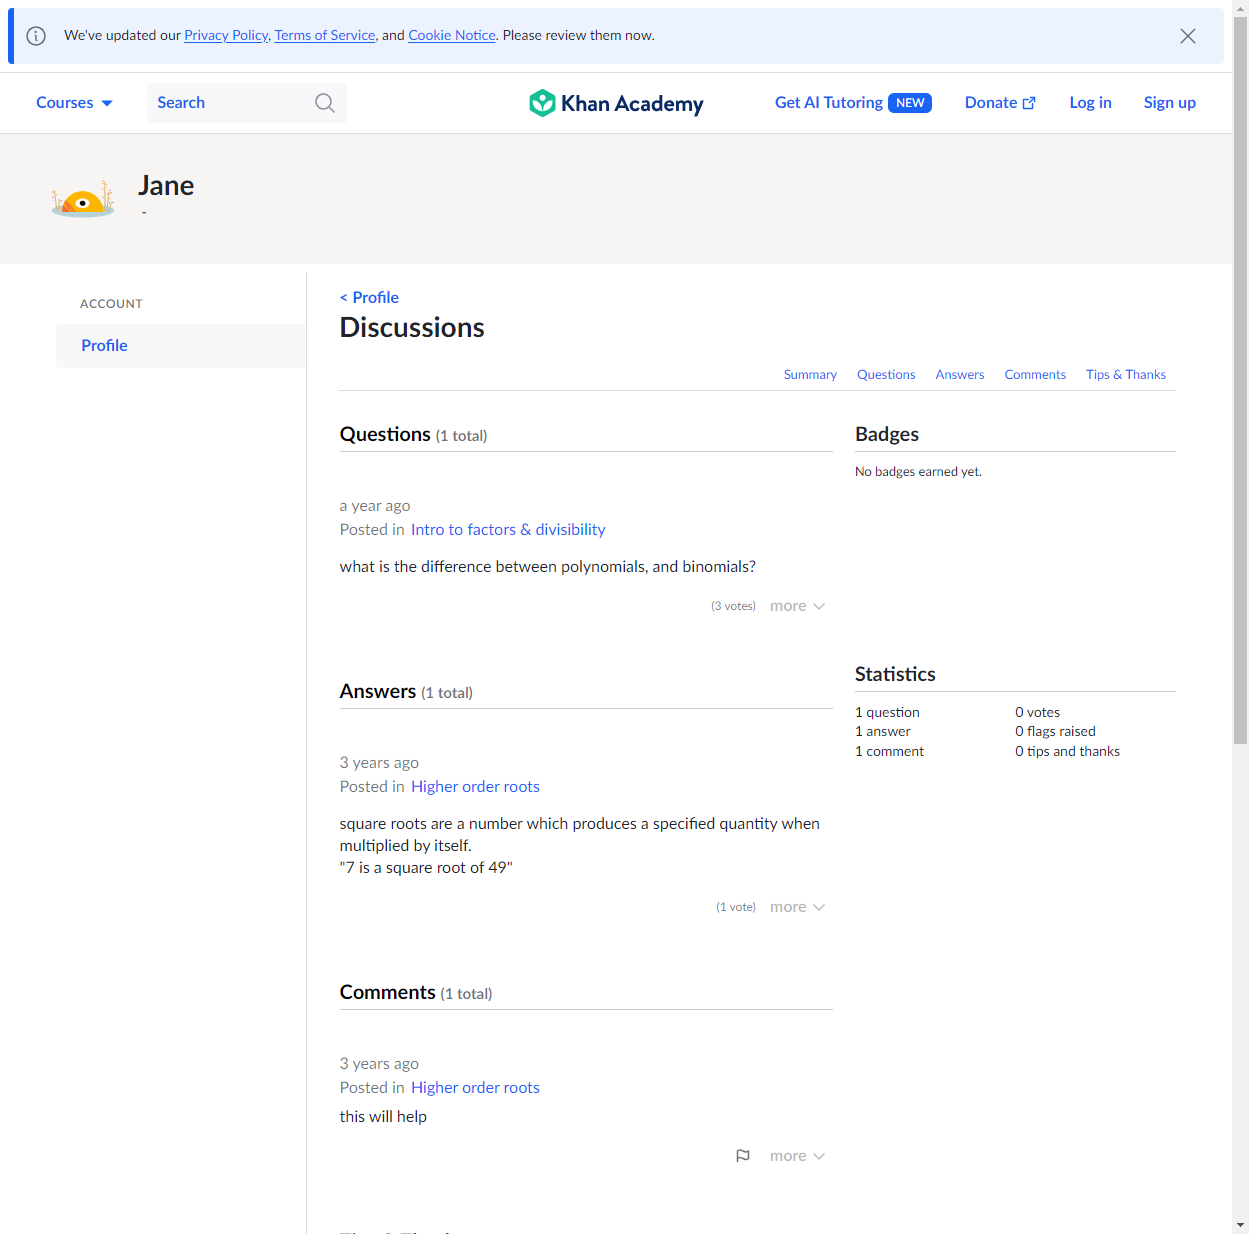 We've updated our Privacy Policy, Terms of Service, and Cookie Notice. Please review them now.
Courses
Search
Khan Academy
Get AI Tutoring NEW
Donate
Log in
Sign up
Jane
-
ACCOUNT
Profile
< Profile
Discussions
Summary
Questions
Answers
Comments
Tips & Thanks
Questions (1 total)
a year ago
Posted in Intro to factors & divisibility
what is the difference between polynomials, and binomials?
(3 votes) more
Answers (1 total)
3 years ago
Posted in Higher order roots
square roots are a number which produces a specified quantity when
multiplied by itself.
"7 is a square root of 49"
(1 vote) more
Comments (1 total)
3 years ago
Posted in Higher order roots
this will help
more
Badges
No badges earned yet.
Statistics
1 question 0 votes
1 answer 0 flags raised
1 comment 0 tips and thanks